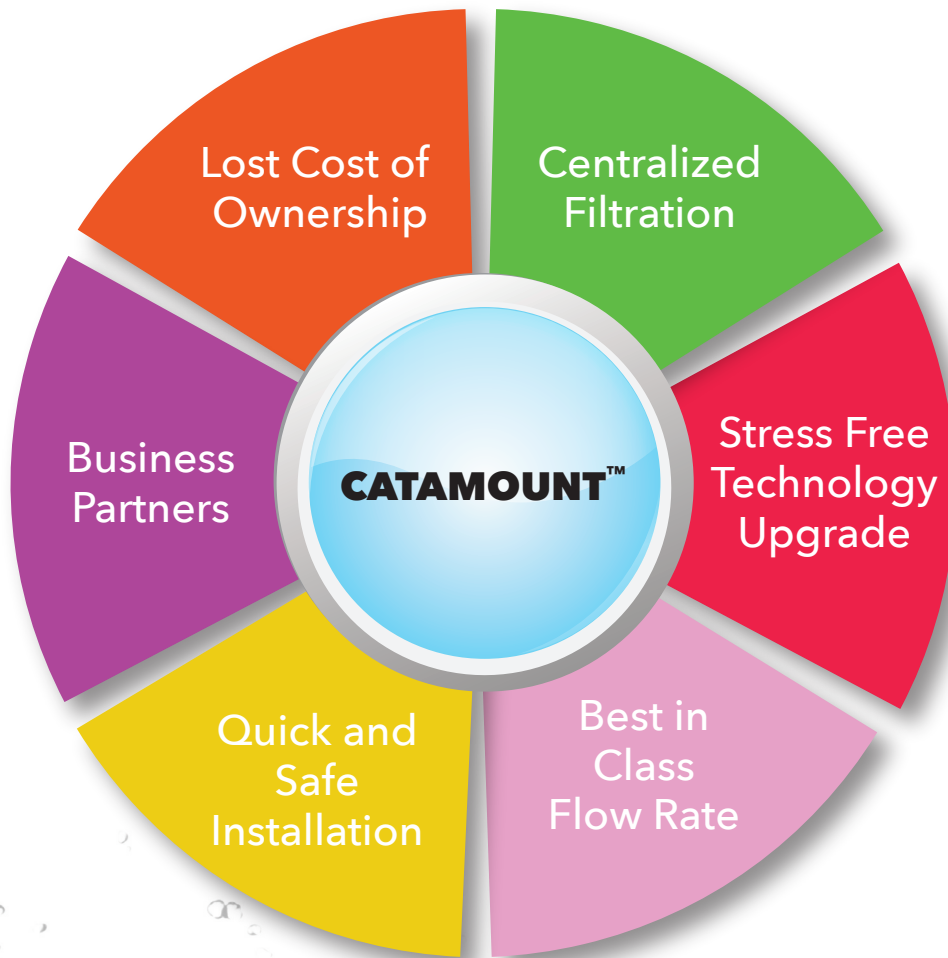 Lost Cost of
Ownership
Centralized
Filtration
Stress Free
Technology
Upgrade
Best in
Class
Flow Rate
Quick and
Safe
Installation
Business
Partners
CATAMOUNT™